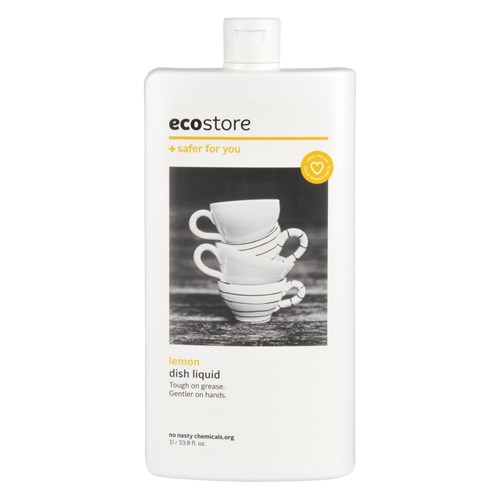 ecostore
+ safer for you
lemon
dish liquid
Tough on grease.
Gentler on hands.
no nasty chemicals.org
1l / 33.8 fl. oz.